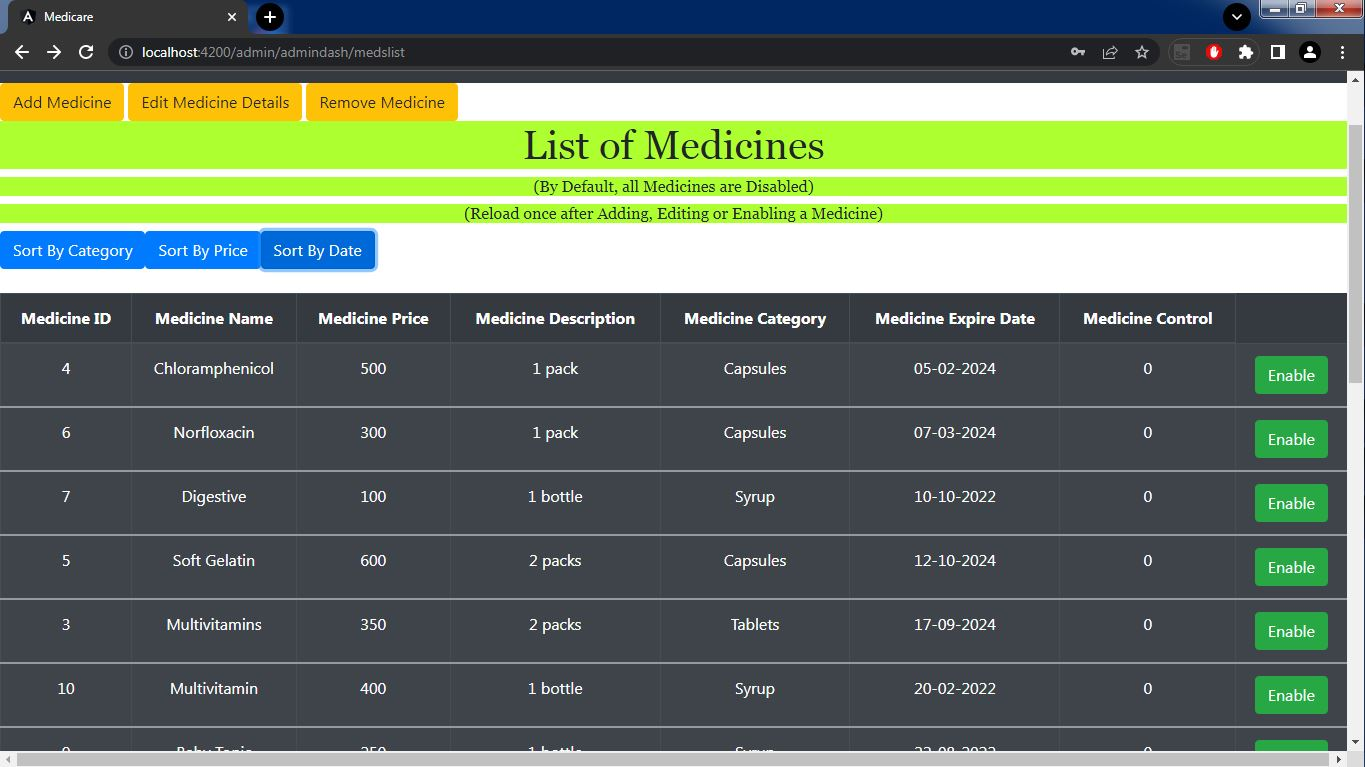 Medicare
localhost:4200/admin/admindash/medslist
Add Medicine Edit Medicine Details Remove Medicine
List of Medicines
(By Default, all Medicines are Disabled)
(Reload once after Adding, Editing or Enabling a Medicine)
Sort By Category Sort By Price Sort By Date
Medicine ID Medicine Name Medicine Price Medicine Description Medicine Category Medicine Expire Date Medicine Control
4 Chloramphenicol 500 1 pack Capsules 05-02-2024 0 Enable
6 Norfloxacin 300 1 pack Capsules 07-03-2024 0 Enable
7 Digestive 100 1 bottle Syrup 10-10-2022 0 Enable
5 Soft Gelatin 600 2 packs Capsules 12-10-2024 0 Enable
3 Multivitamins 350 2 packs Tablets 17-09-2024 0 Enable
10 Multivitamin 400 1 bottle Syrup 20-02-2022 0 Enable